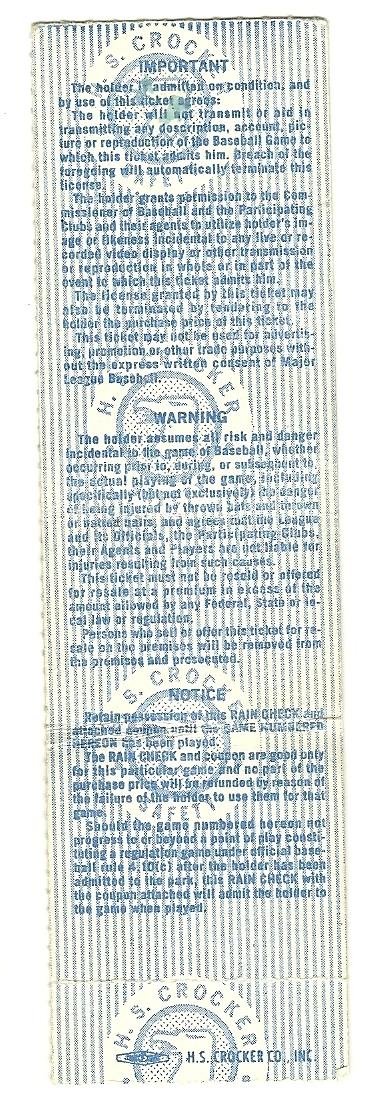 H. S. CROCKER
SAFETY
IMPORTANT
The holder is admitted on condition, and
by use of this ticket agrees:
The holder will not transmit or aid in
transmitting any description, account, pic-
ture or reproduction of the Baseball Game to
which this ticket admits him. Breach of the
foregoing will automatically terminate this
license.
The holder grants permission to the Com-
missioner of Baseball and the Participating
Clubs and their agents to utilize holder's im-
age or likeness incidental to any live or re-
corded video display or other transmission
or reproduction in whole or in part of the
event to which this ticket admits him.
The license granted by this ticket may
also be terminated by tendering to the
holder the purchase price of this ticket.
This ticket may not be used for advertis-
ing, promotion or other trade purposes with-
out the express written consent of Major
League Baseball.
H. S. CROCKER
WARNING
The holder assumes all risk and danger
incidental to the game of Baseball, whether
occurring prior to, during, or subsequent to
the actual playing of the game, including
specifically (but not exclusively) the danger
of being injured by thrown bats and thrown
or batted balls, and agrees that the League
and its Officials, the Participating Clubs,
their Agents and Players are not liable for
injuries resulting from such causes.
This ticket must not be resold or offered
for resale at a premium in excess of the
amount allowed by any Federal, State or lo-
cal law or regulation.
Persons who sell or offer this ticket for re-
sale on the premises will be removed from
the premises and prosecuted.
H. S. CROCKER
SAFETY
NOTICE
Retain possession of this RAIN CHECK and
attached coupon until the GAME NUMBERED
HEREON has been played.
The RAIN CHECK and coupon are good only
for this particular game and no part of the
purchase price will be refunded by reason of
the failure of the holder to use them for that
game.
Should the game numbered hereon not
progress to or beyond a point of play consti-
tuting a regulation game under official base-
ball rule 4.10(c) after the holder has been
admitted to the park, this RAIN CHECK with
the coupon attached will admit the holder to
the game when played.
H. S. CROCKER
H.S. CROCKER CO., INC.